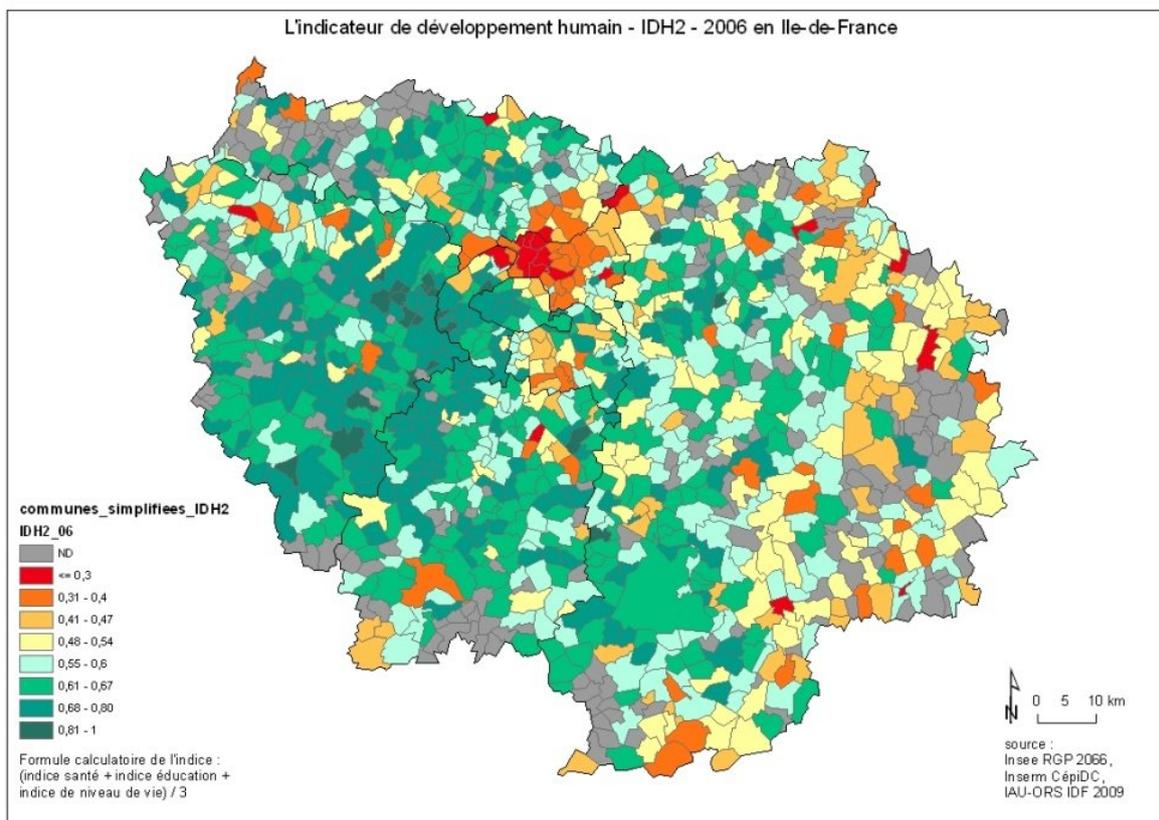 L'indicateur de développement humain - IDH2 - 2006 en Ile-de-France
communes_simplifiees_IDH2
IDH2_06
ND
<= 0,3
0,31 - 0,4
0,41 - 0,47
0,48 - 0,54
0,55 - 0,6
0,61 - 0,67
0,68 - 0,80
0,81 - 1
Formule calculatoire de l'indice :
(indice santé + indice éducation +
indice de niveau de vie) / 3
N
0 5 10 km
source :
Insee RGP 2066,
Inserm CépiDC,
IAU-ORS IDF 2009